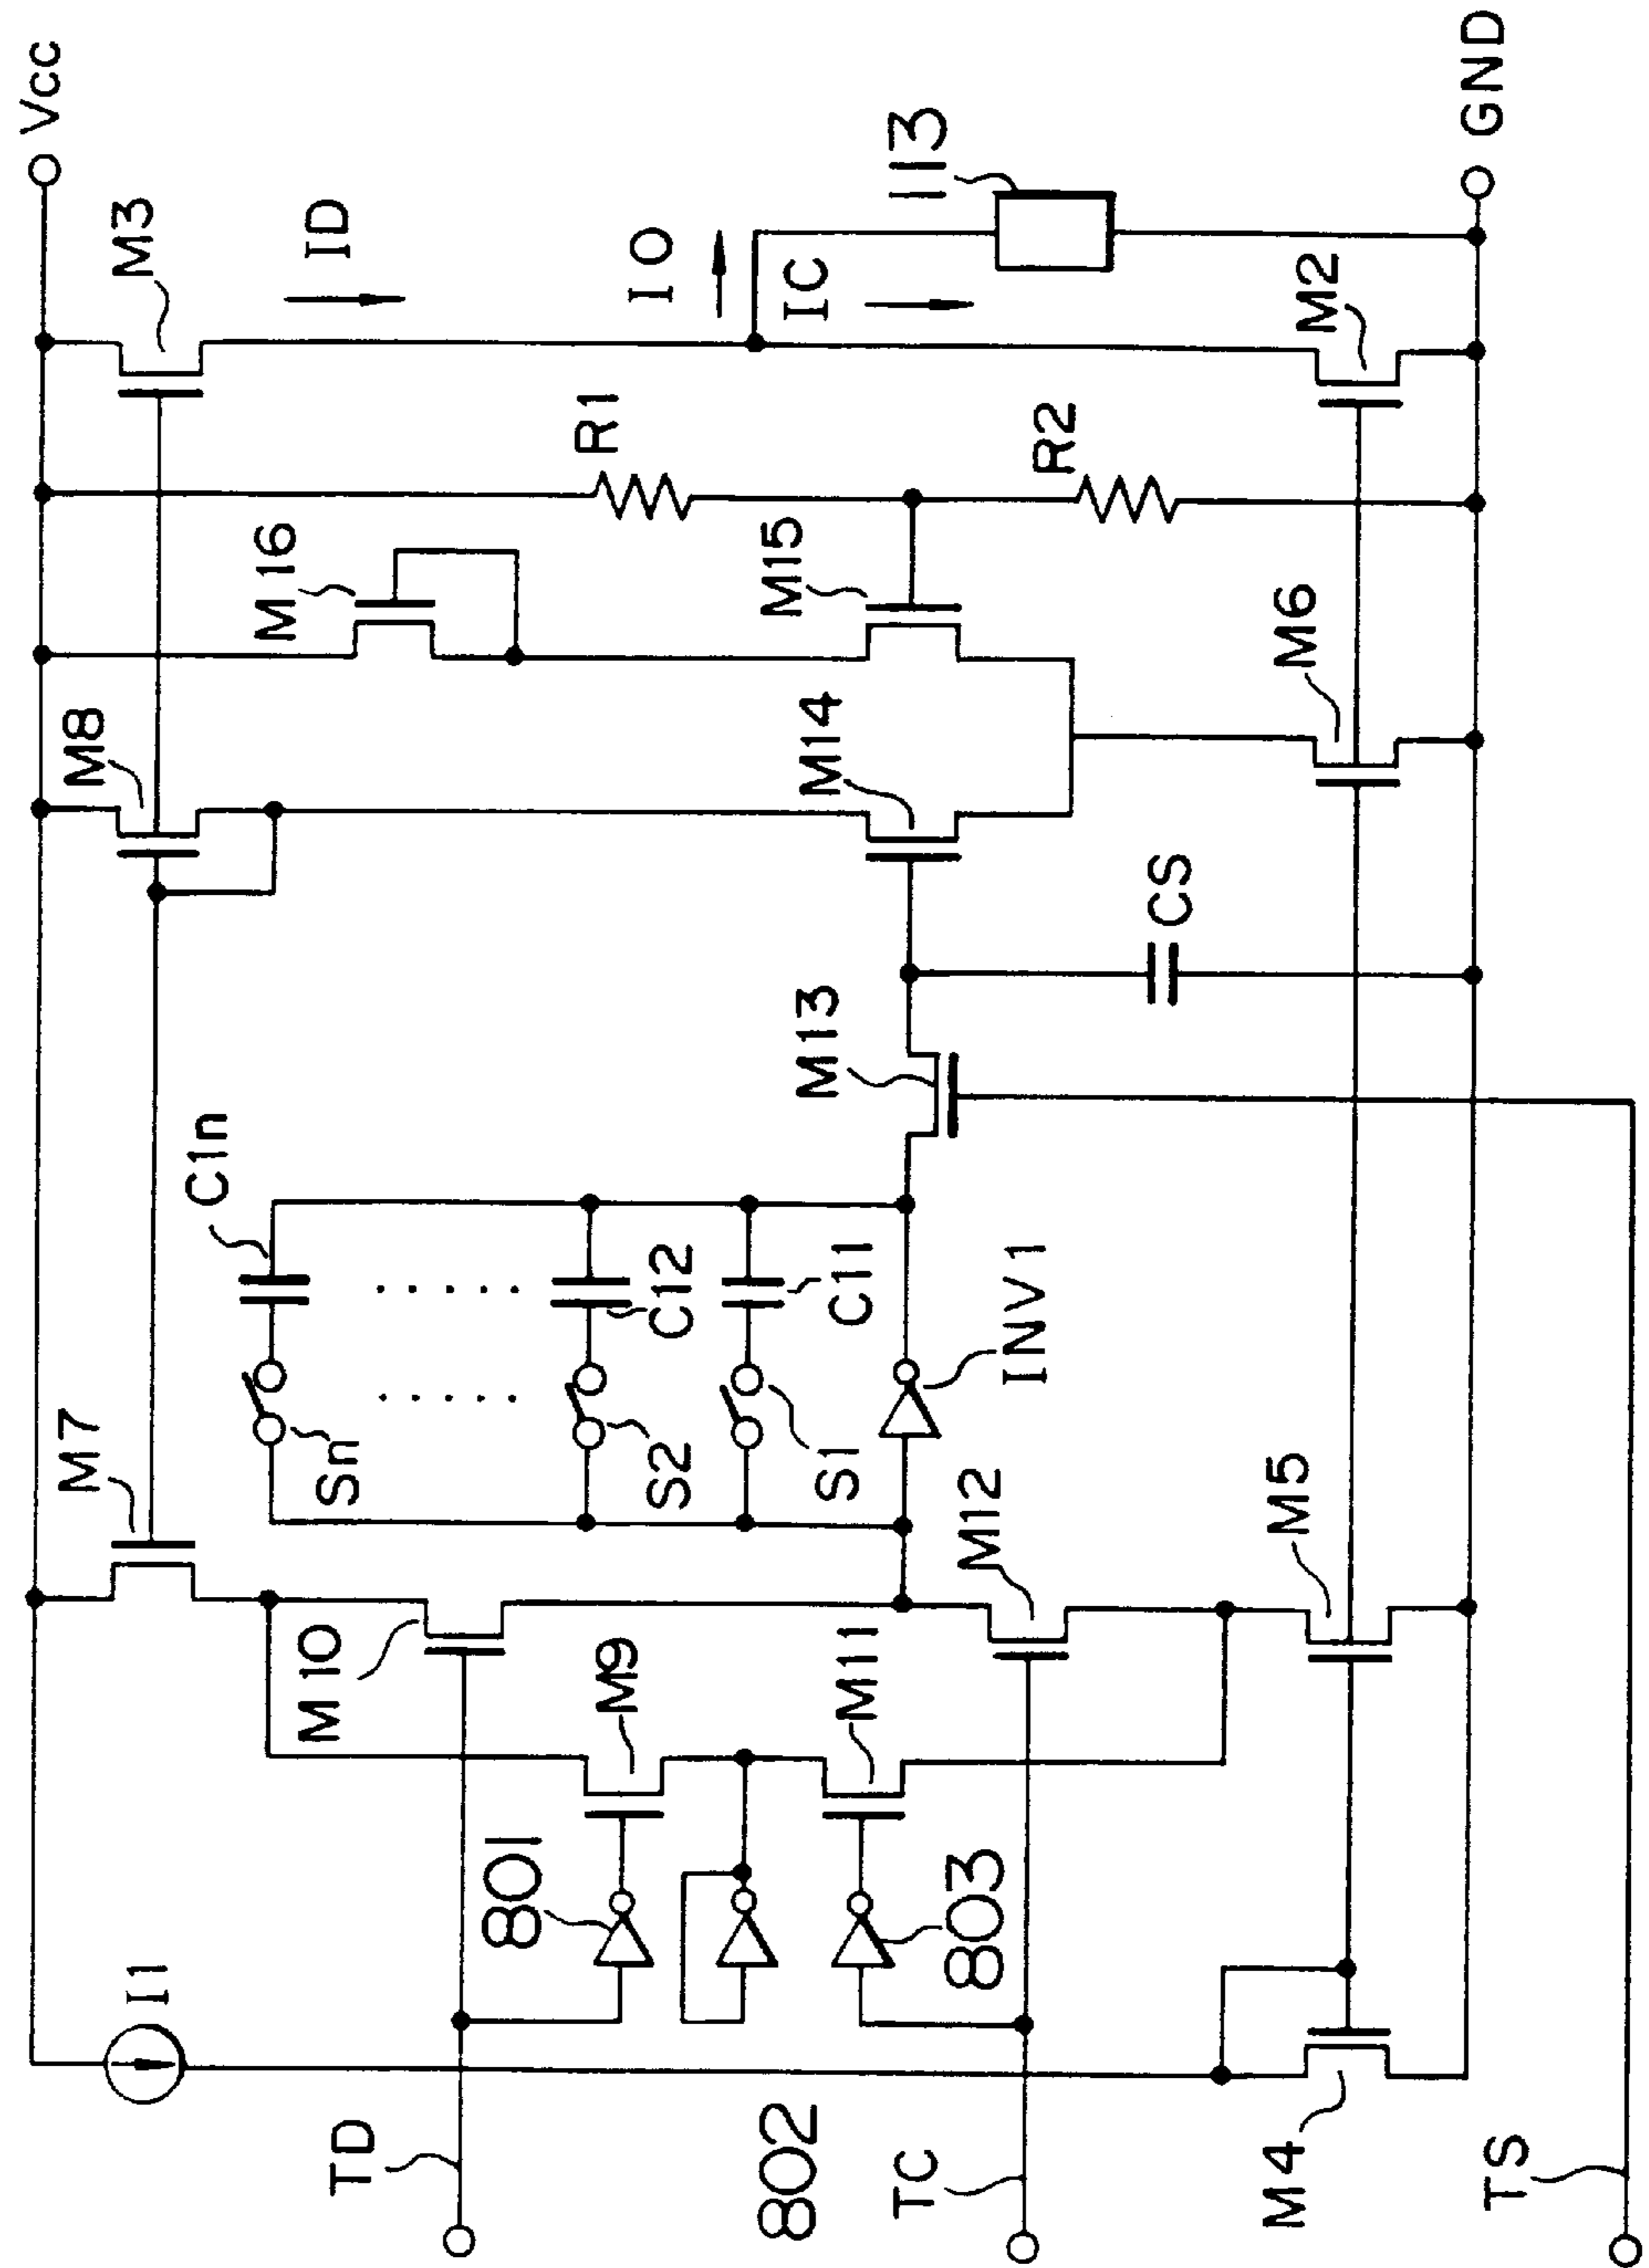 Vcc
M3
ID
IO
IC
113
GND
M2
R1
R2
M16
M15
M6
M8
M14
CS
M13
C1n
C12
C11
INV1
Sn
S2
S1
M7
M12
M5
M10
M9
M11
801
803
I1
TD
802
TC
M4
TS